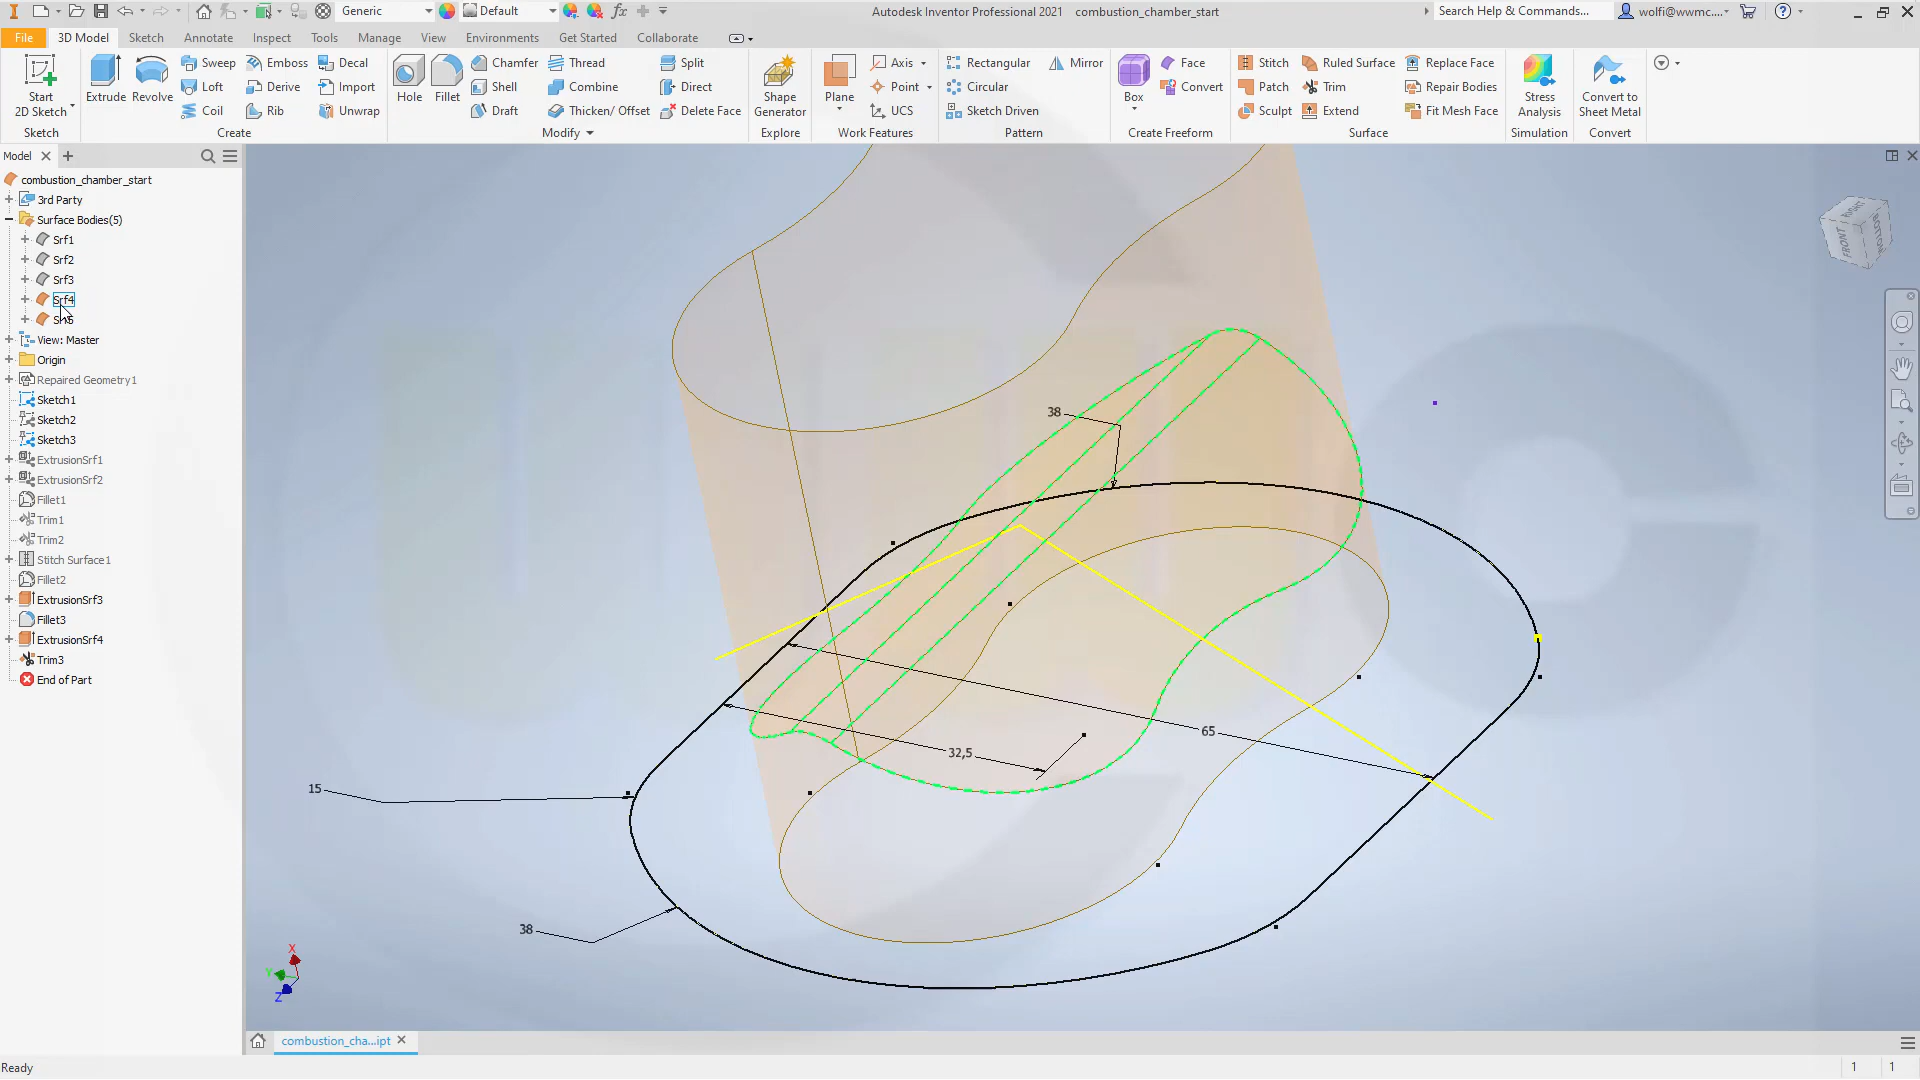 Generic
Default
fx
Autodesk Inventor Professional 2021 combustion_chamber_start
Search Help & Commands...
wolfi@wwmc....
File 3D Model Sketch Annotate Inspect Tools Manage View Environments Get Started Collaborate
Start
2D Sketch
Sketch
Extrude
Revolve
Sweep
Emboss
Decal
Loft
Derive
Import
Coil
Rib
Unwrap
Create
Hole
Fillet
Chamfer
Thread
Split
Shell
Combine
Direct
Draft
Thicken/ Offset
Delete Face
Modify
Shape
Generator
Explore
Plane
Axis
Point
UCS
Work Features
Rectangular
Mirror
Circular
Sketch Driven
Pattern
Box
Face
Convert
Create Freeform
Stitch
Ruled Surface
Replace Face
Patch
Trim
Repair Bodies
Sculpt
Extend
Fit Mesh Face
Surface
Stress
Analysis
Simulation
Convert to
Sheet Metal
Convert
Model
combustion_chamber_start
3rd Party
Surface Bodies(5)
Srf1
Srf2
Srf3
Srf4
View: Master
Origin
Repaired Geometry1
Sketch1
Sketch2
Sketch3
ExtrusionSrf1
ExtrusionSrf2
Fillet1
Trim1
Trim2
Stitch Surface1
Fillet2
ExtrusionSrf3
Fillet3
ExtrusionSrf4
Trim3
End of Part
38
65
32,5
15
38
RIGHT
FRONT
BOTTOM
X
Y
Z
combustion_cha...ipt
Ready
1 1